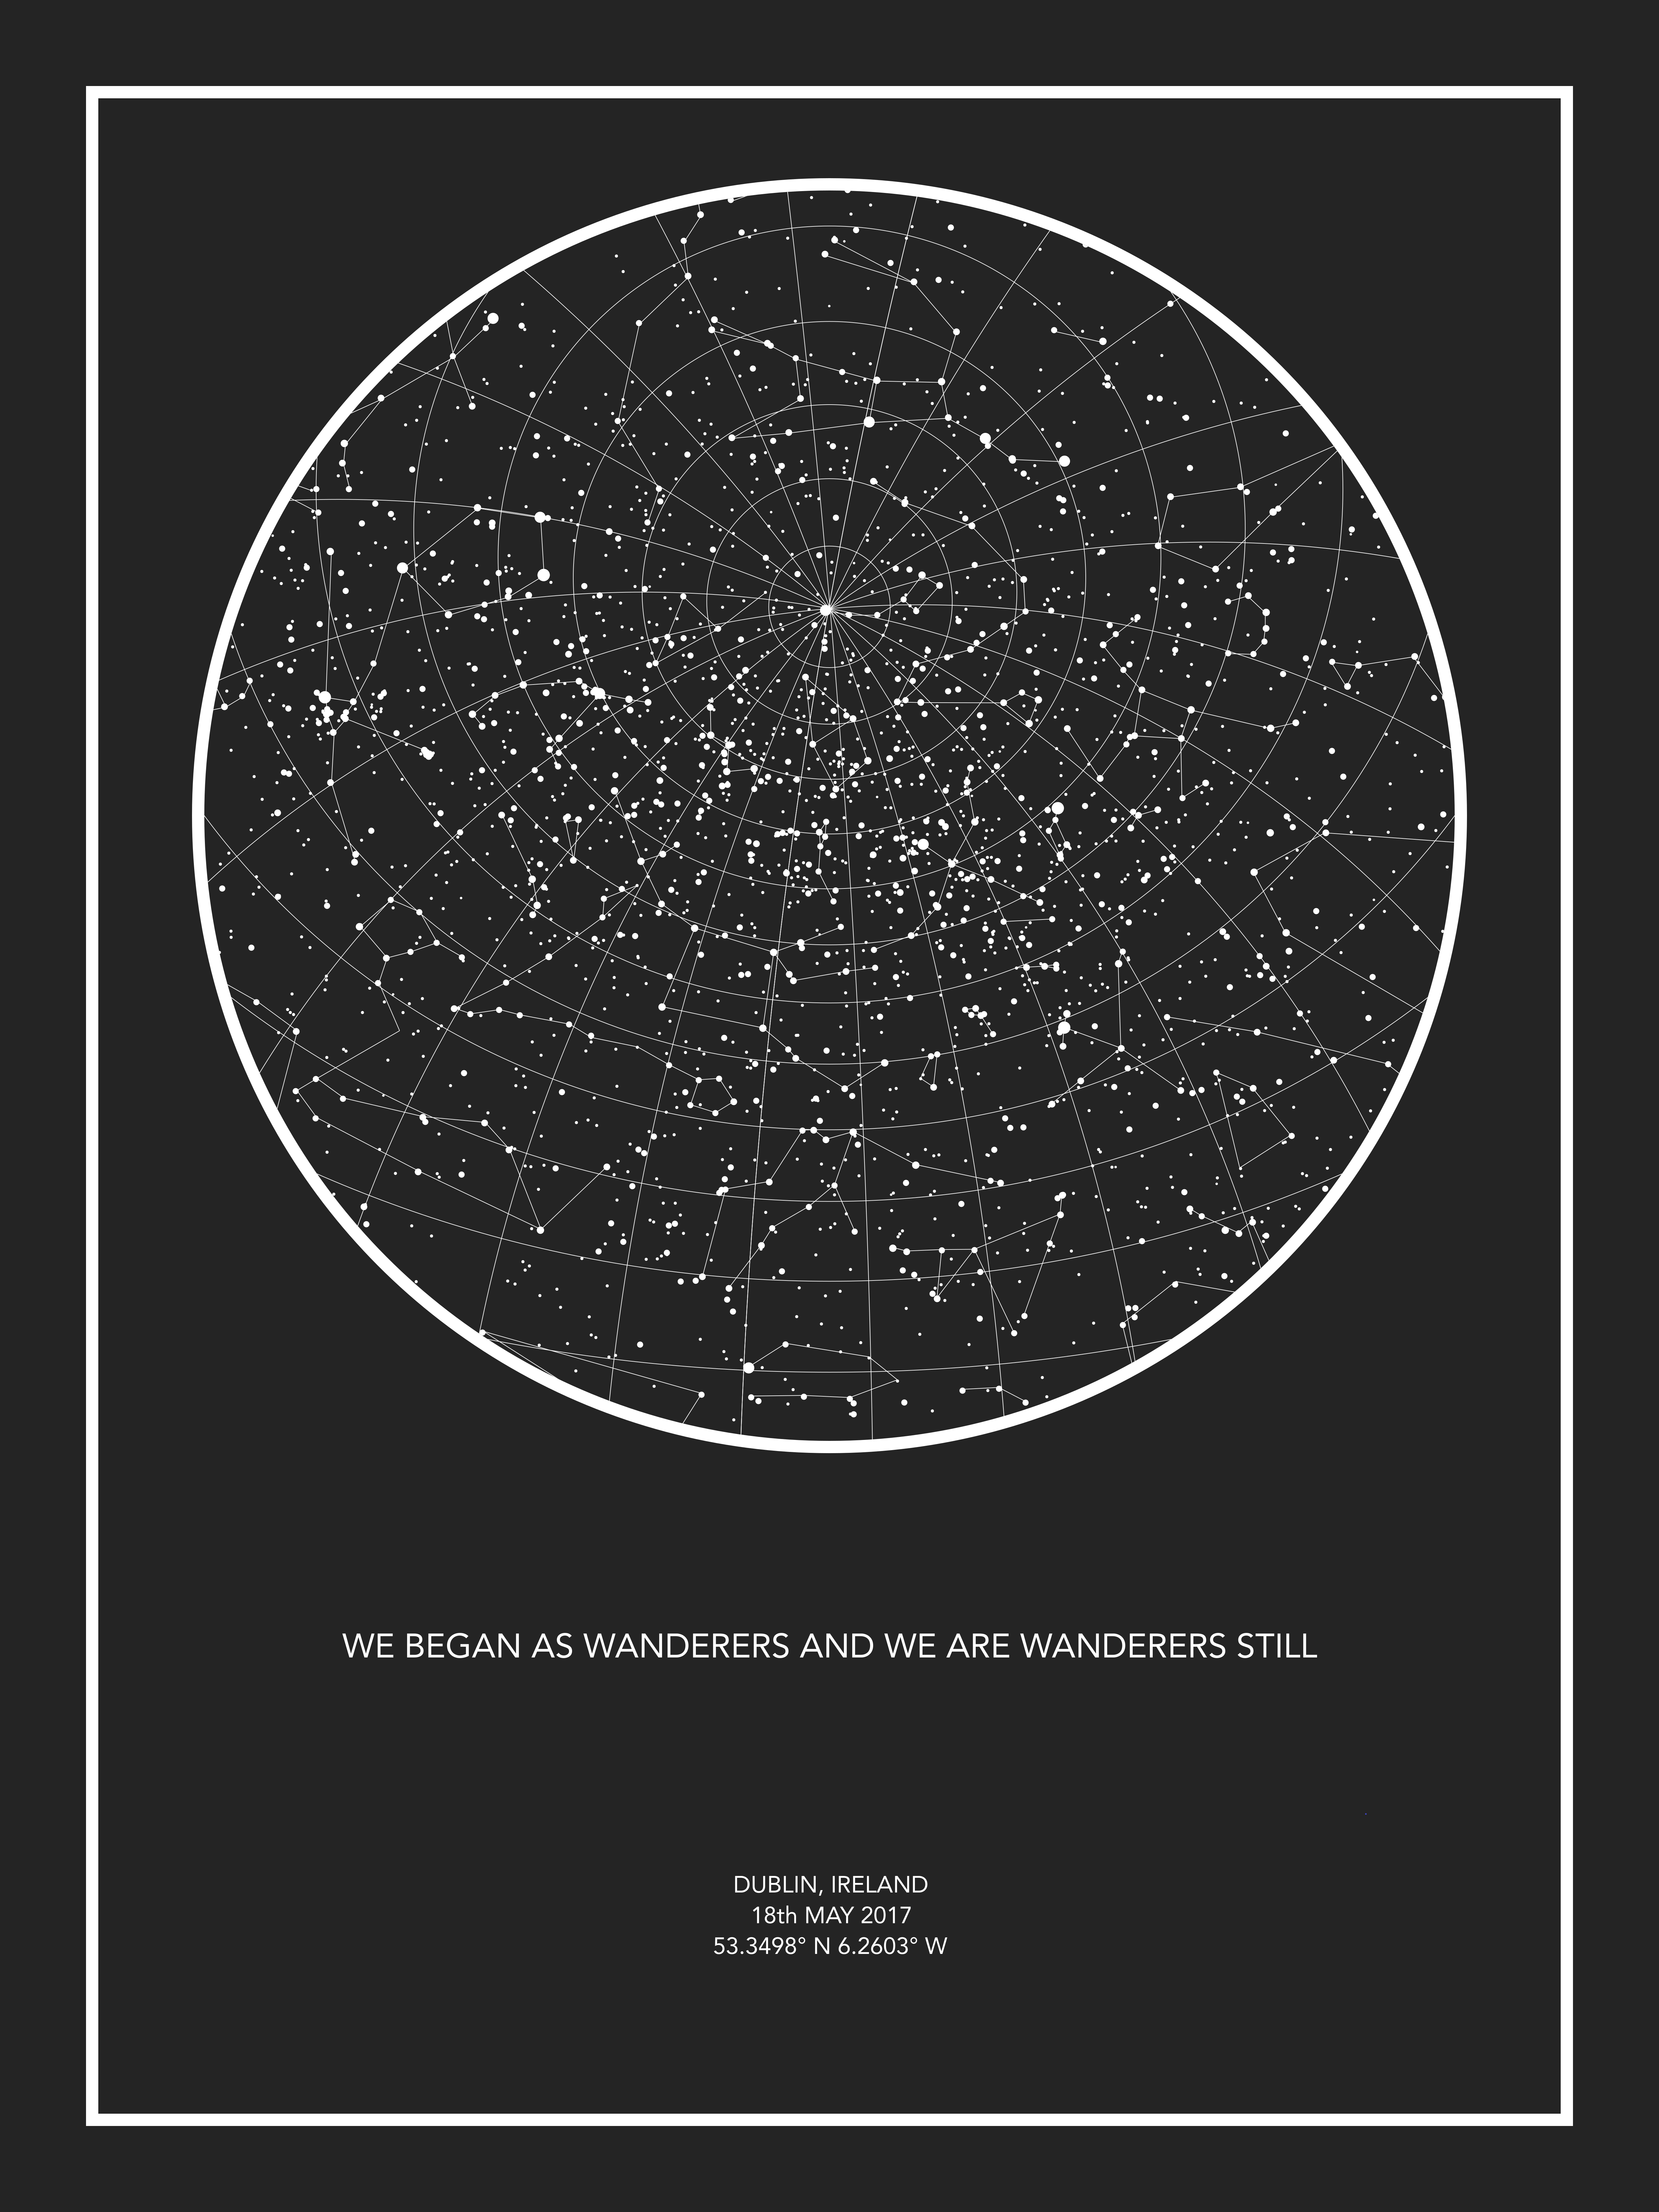 WE BEGAN AS WANDERERS AND WE ARE WANDERERS STILL
DUBLIN, IRELAND
18th MAY 2017
53.3498° N 6.2603° W